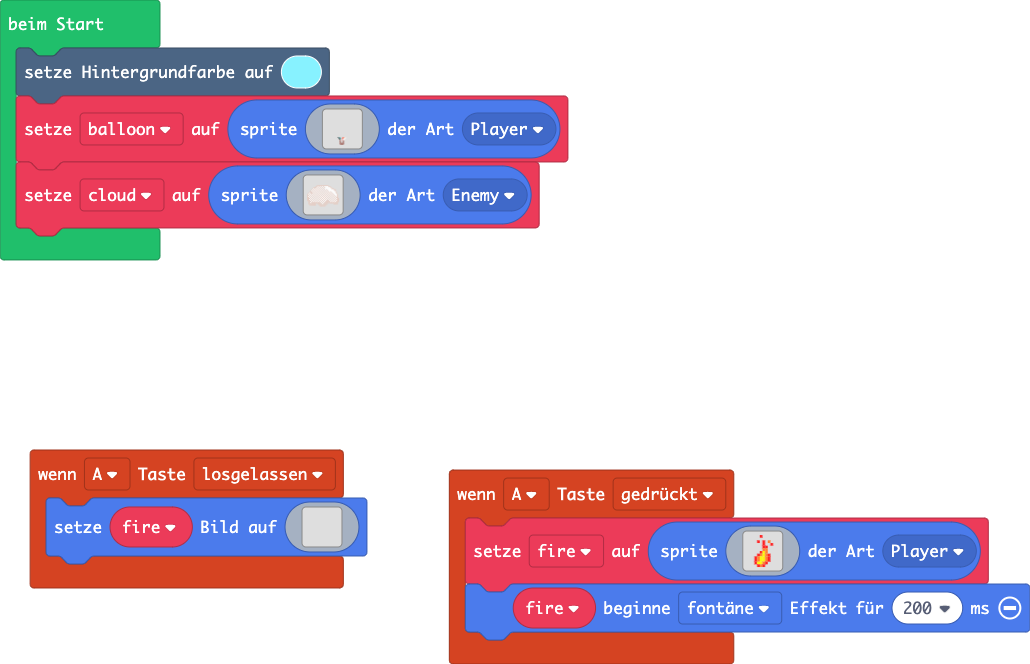 beim Start
setze Hintergrundfarbe auf
setze balloon auf sprite der Art Player
setze cloud auf sprite der Art Enemy
wenn A Taste losgelassen
setze fire Bild auf
wenn A Taste gedrückt
setze fire auf sprite der Art Player
fire beginne fontäne Effekt für 200 ms